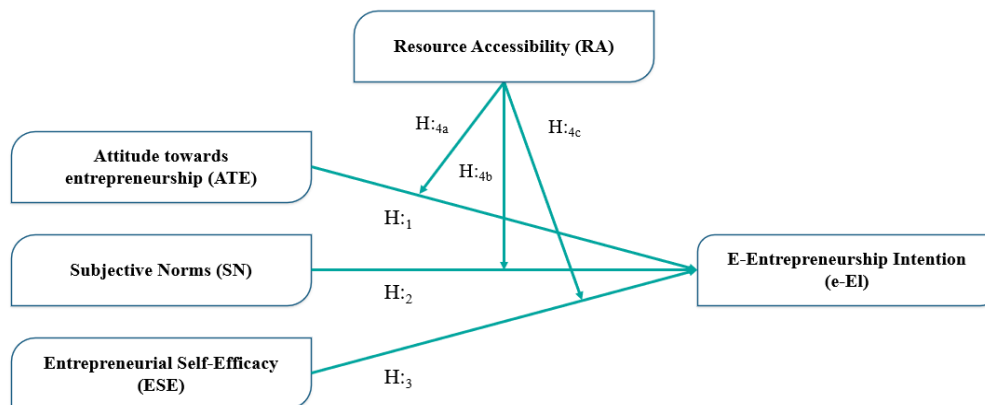 Resource Accessibility (RA)
H:4a
H:4c
H:4b
Attitude towards
entrepreneurship (ATE)
H:1
Subjective Norms (SN)
H:2
E-Entrepreneurship Intention
(e-EI)
Entrepreneurial Self-Efficacy
(ESE)
H:3